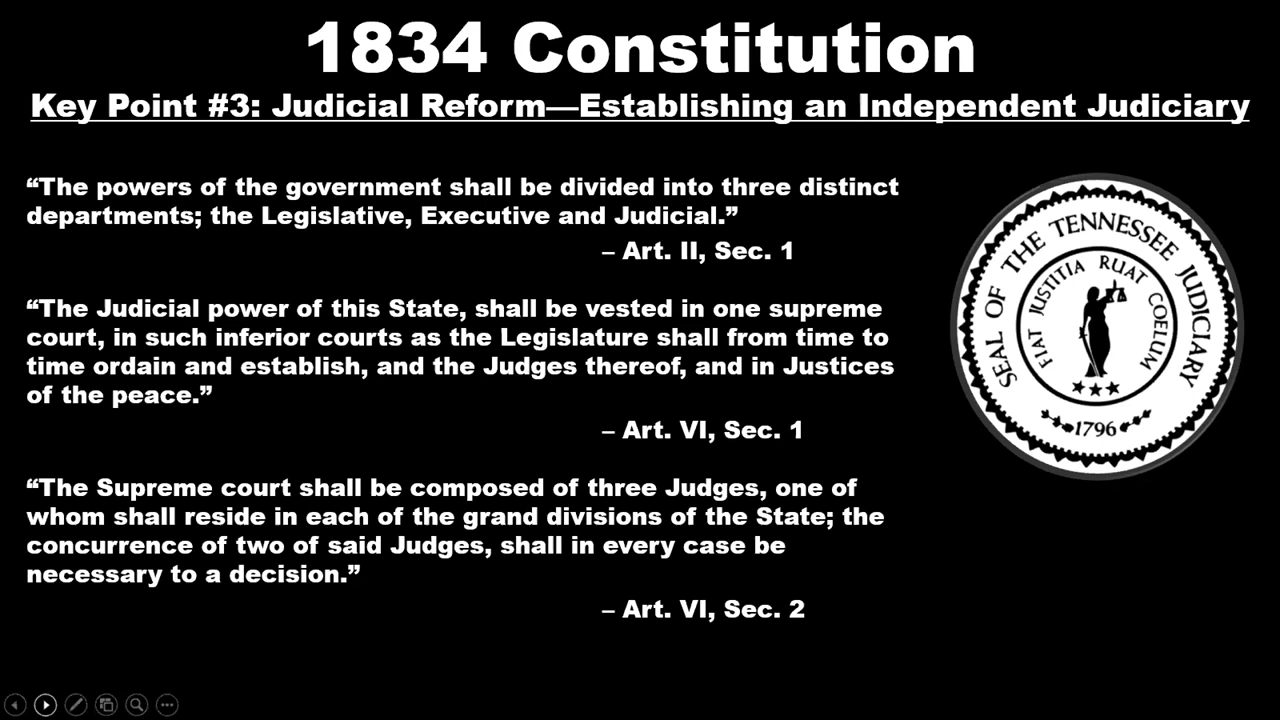 1834 Constitution
Key Point #3: Judicial Reform—Establishing an Independent Judiciary
“The powers of the government shall be divided into three distinct
departments; the Legislative, Executive and Judicial.”
– Art. II, Sec. 1
“The Judicial power of this State, shall be vested in one supreme
court, in such inferior courts as the Legislature shall from time to
time ordain and establish, and the Judges thereof, and in Justices
of the peace.”
– Art. VI, Sec. 1
“The Supreme court shall be composed of three Judges, one of
whom shall reside in each of the grand divisions of the State; the
concurrence of two of said Judges, shall in every case be
necessary to a decision.”
– Art. VI, Sec. 2
SEAL OF THE TENNESSEE JUDICIARY
FIAT JUSTITIA RUAT COELUM
1796